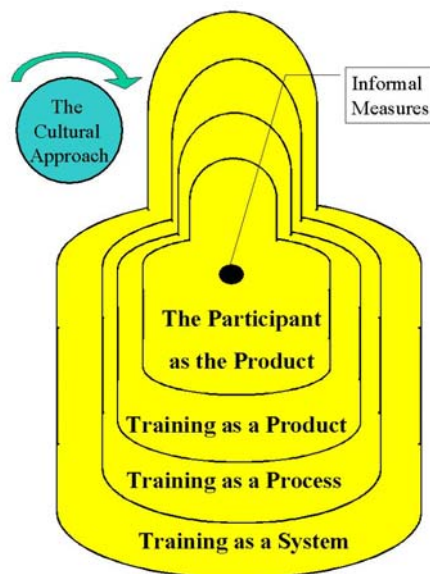 The
Cultural
Approach
Informal
Measures
The Participant
as the Product
Training as a Product
Training as a Process
Training as a System